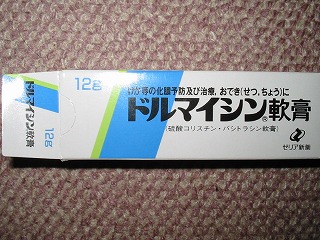 12g
けが等の化膿予防及び治療、おでき(せつ、ちょう)に
ドルマイシン®軟膏
(硫酸コリスチン・バシトラシン軟膏)
ゼリア新薬
ドルマイシン軟膏
12g